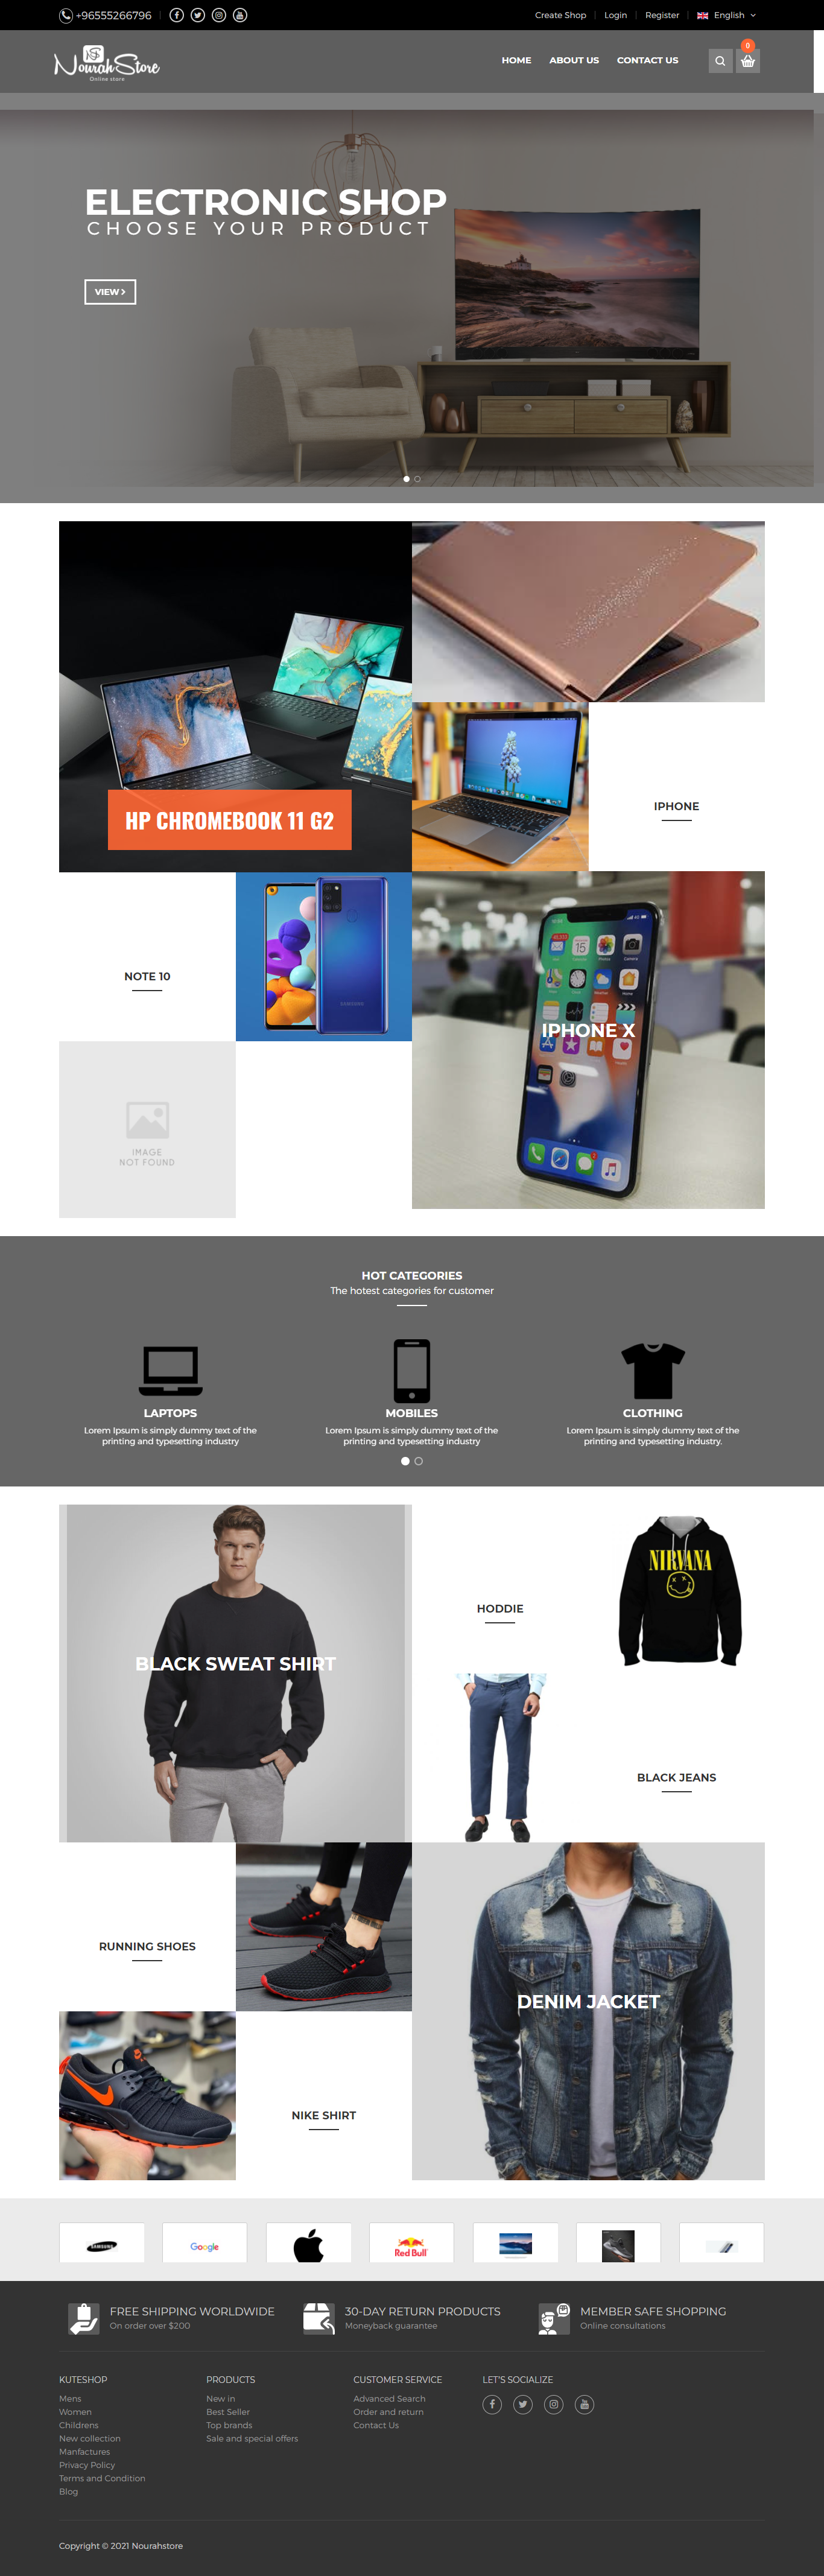 +96555266796
Create Shop
Login
Register
English
Nourah Store
Online store
HOME
ABOUT US
CONTACT US
0
ELECTRONIC SHOP
CHOOSE YOUR PRODUCT
VIEW
HP CHROMEBOOK 11 G2
IPHONE
NOTE 10
SAMSUNG
IPHONE X
IMAGE
NOT FOUND
HOT CATEGORIES
The hotest categories for customer
LAPTOPS
Lorem Ipsum is simply dummy text of the
printing and typesetting industry
MOBILES
Lorem Ipsum is simply dummy text of the
printing and typesetting industry
CLOTHING
Lorem Ipsum is simply dummy text of the
printing and typesetting industry.
BLACK SWEAT SHIRT
HODDIE
NIRVANA
BLACK JEANS
RUNNING SHOES
DENIM JACKET
NIKE SHIRT
SAMSUNG
Google
Red Bull
FREE SHIPPING WORLDWIDE
On order over $200
30-DAY RETURN PRODUCTS
Moneyback guarantee
MEMBER SAFE SHOPPING
Online consultations
KUTESHOP
Mens
Women
Childrens
New collection
Manfactures
Privacy Policy
Terms and Condition
Blog
PRODUCTS
New in
Best Seller
Top brands
Sale and special offers
CUSTOMER SERVICE
Advanced Search
Order and return
Contact Us
LET'S SOCIALIZE
Copyright © 2021 Nourahstore